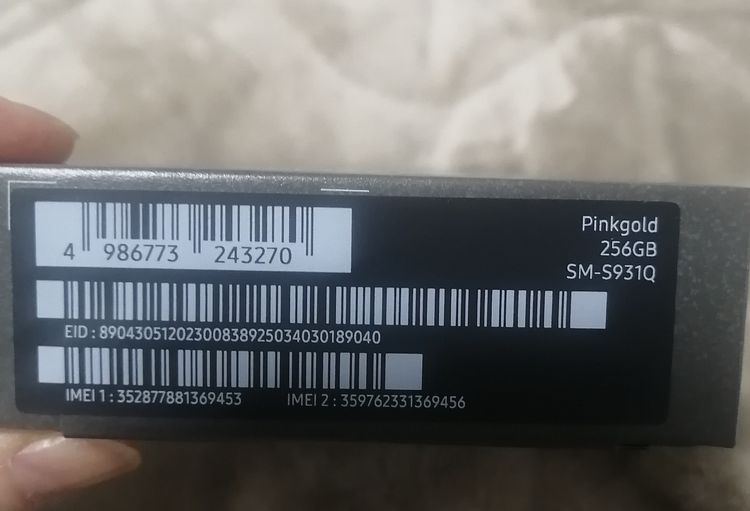 Pinkgold
256GB
SM-S931Q
4 986773 243270
EID : 89043051202300838925034030189040
IMEI 1 : 352877881369453 IMEI 2 : 359762331369456